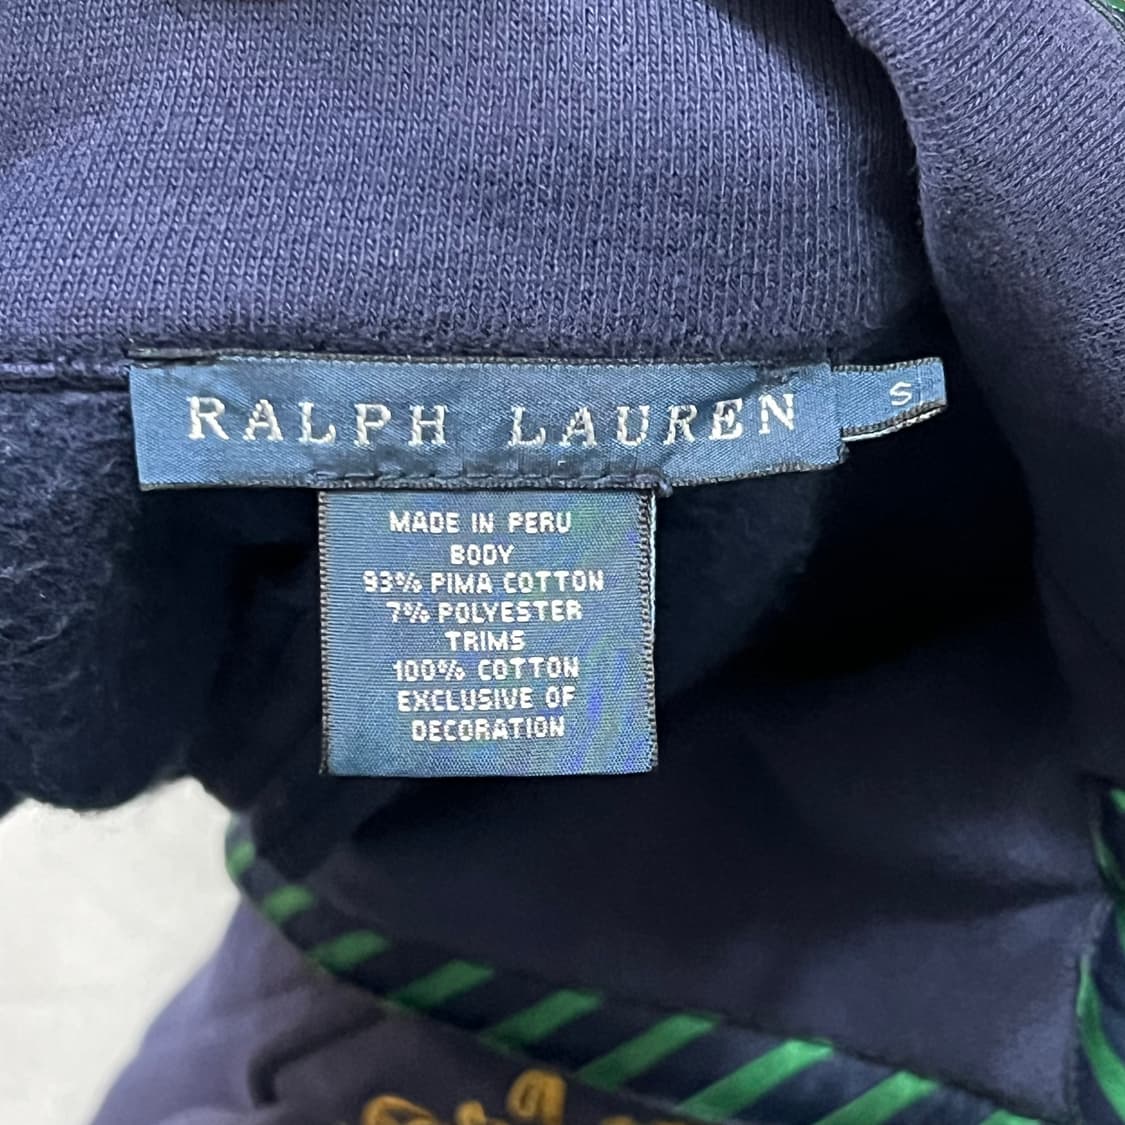 RALPH LAUREN
S
MADE IN PERU
BODY
93% PIMA COTTON
7% POLYESTER
TRIMS
100% COTTON
EXCLUSIVE OF
DECORATION